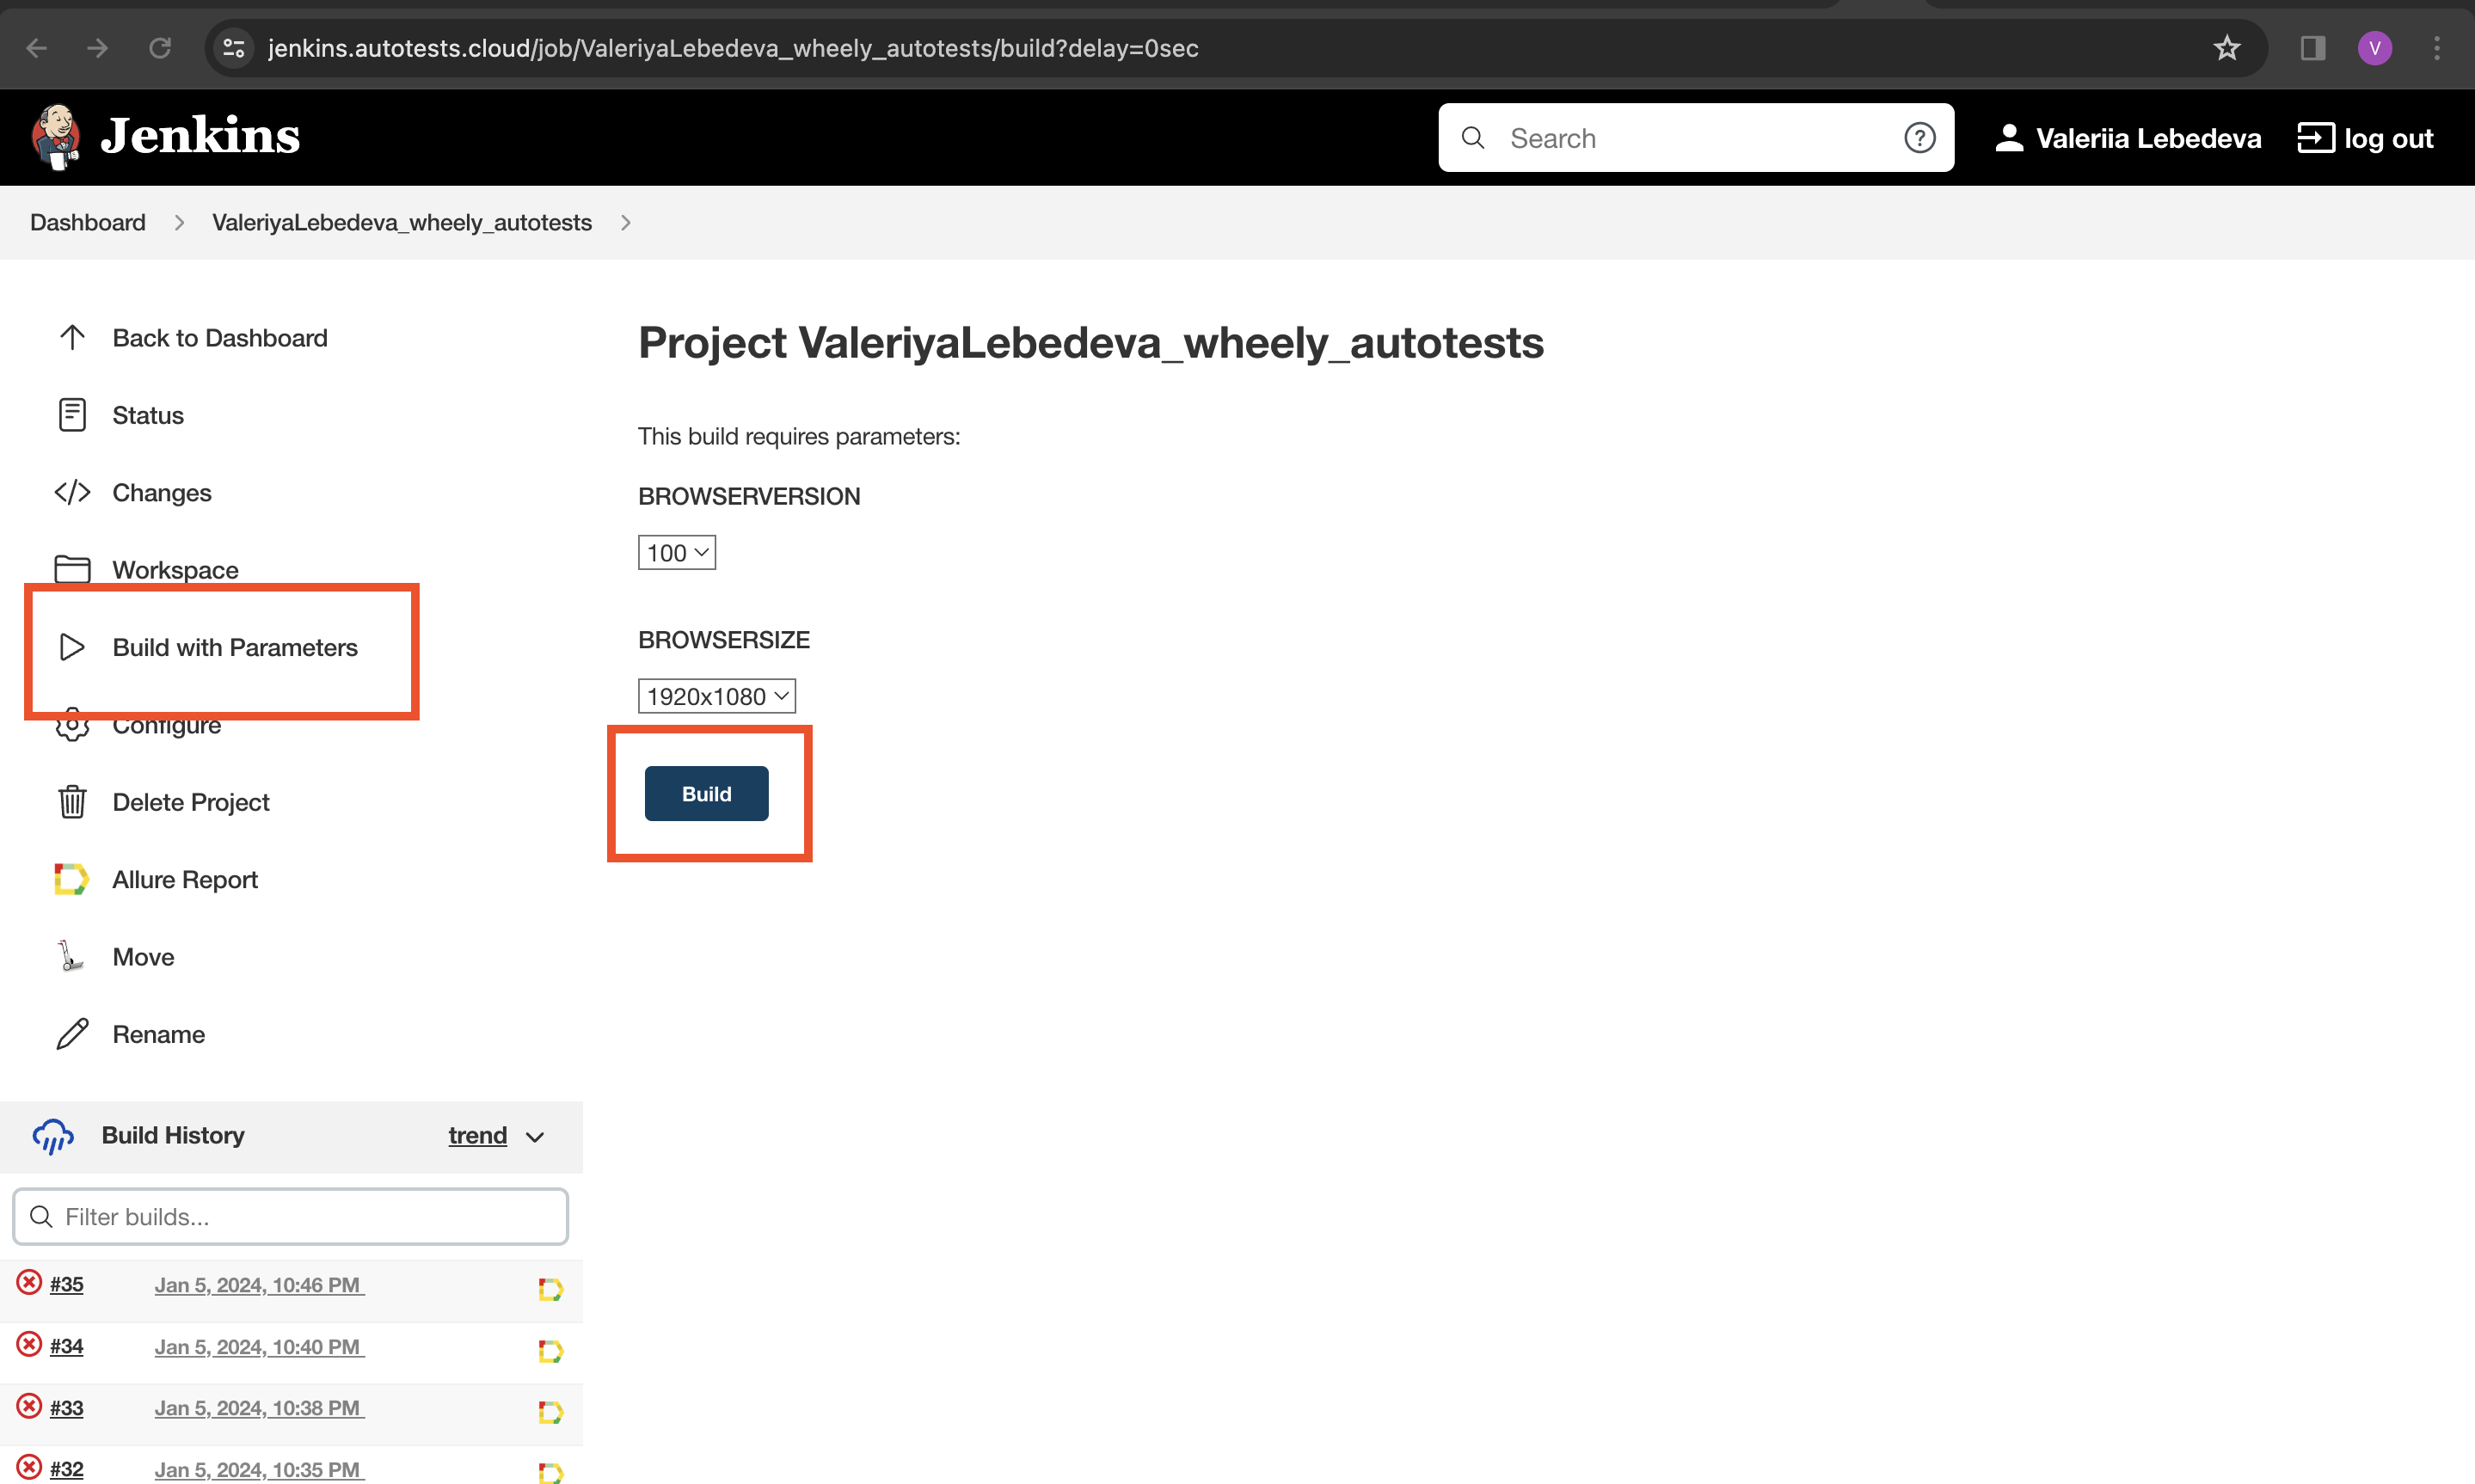 jenkins.autotests.cloud/job/ValeriyaLebedeva_wheely_autotests/build?delay=0sec
V
Jenkins
Search
Valeriia Lebedeva
log out
Dashboard
ValeriyaLebedeva_wheely_autotests
Back to Dashboard
Status
Changes
Workspace
Build with Parameters
Configure
Delete Project
Allure Report
Move
Rename
Project ValeriyaLebedeva_wheely_autotests
This build requires parameters:
BROWSERVERSION
100
BROWSERSIZE
1920x1080
Build
Build History
trend
Filter builds...
#35 Jan 5, 2024, 10:46 PM
#34 Jan 5, 2024, 10:40 PM
#33 Jan 5, 2024, 10:38 PM
#32 Jan 5, 2024, 10:35 PM